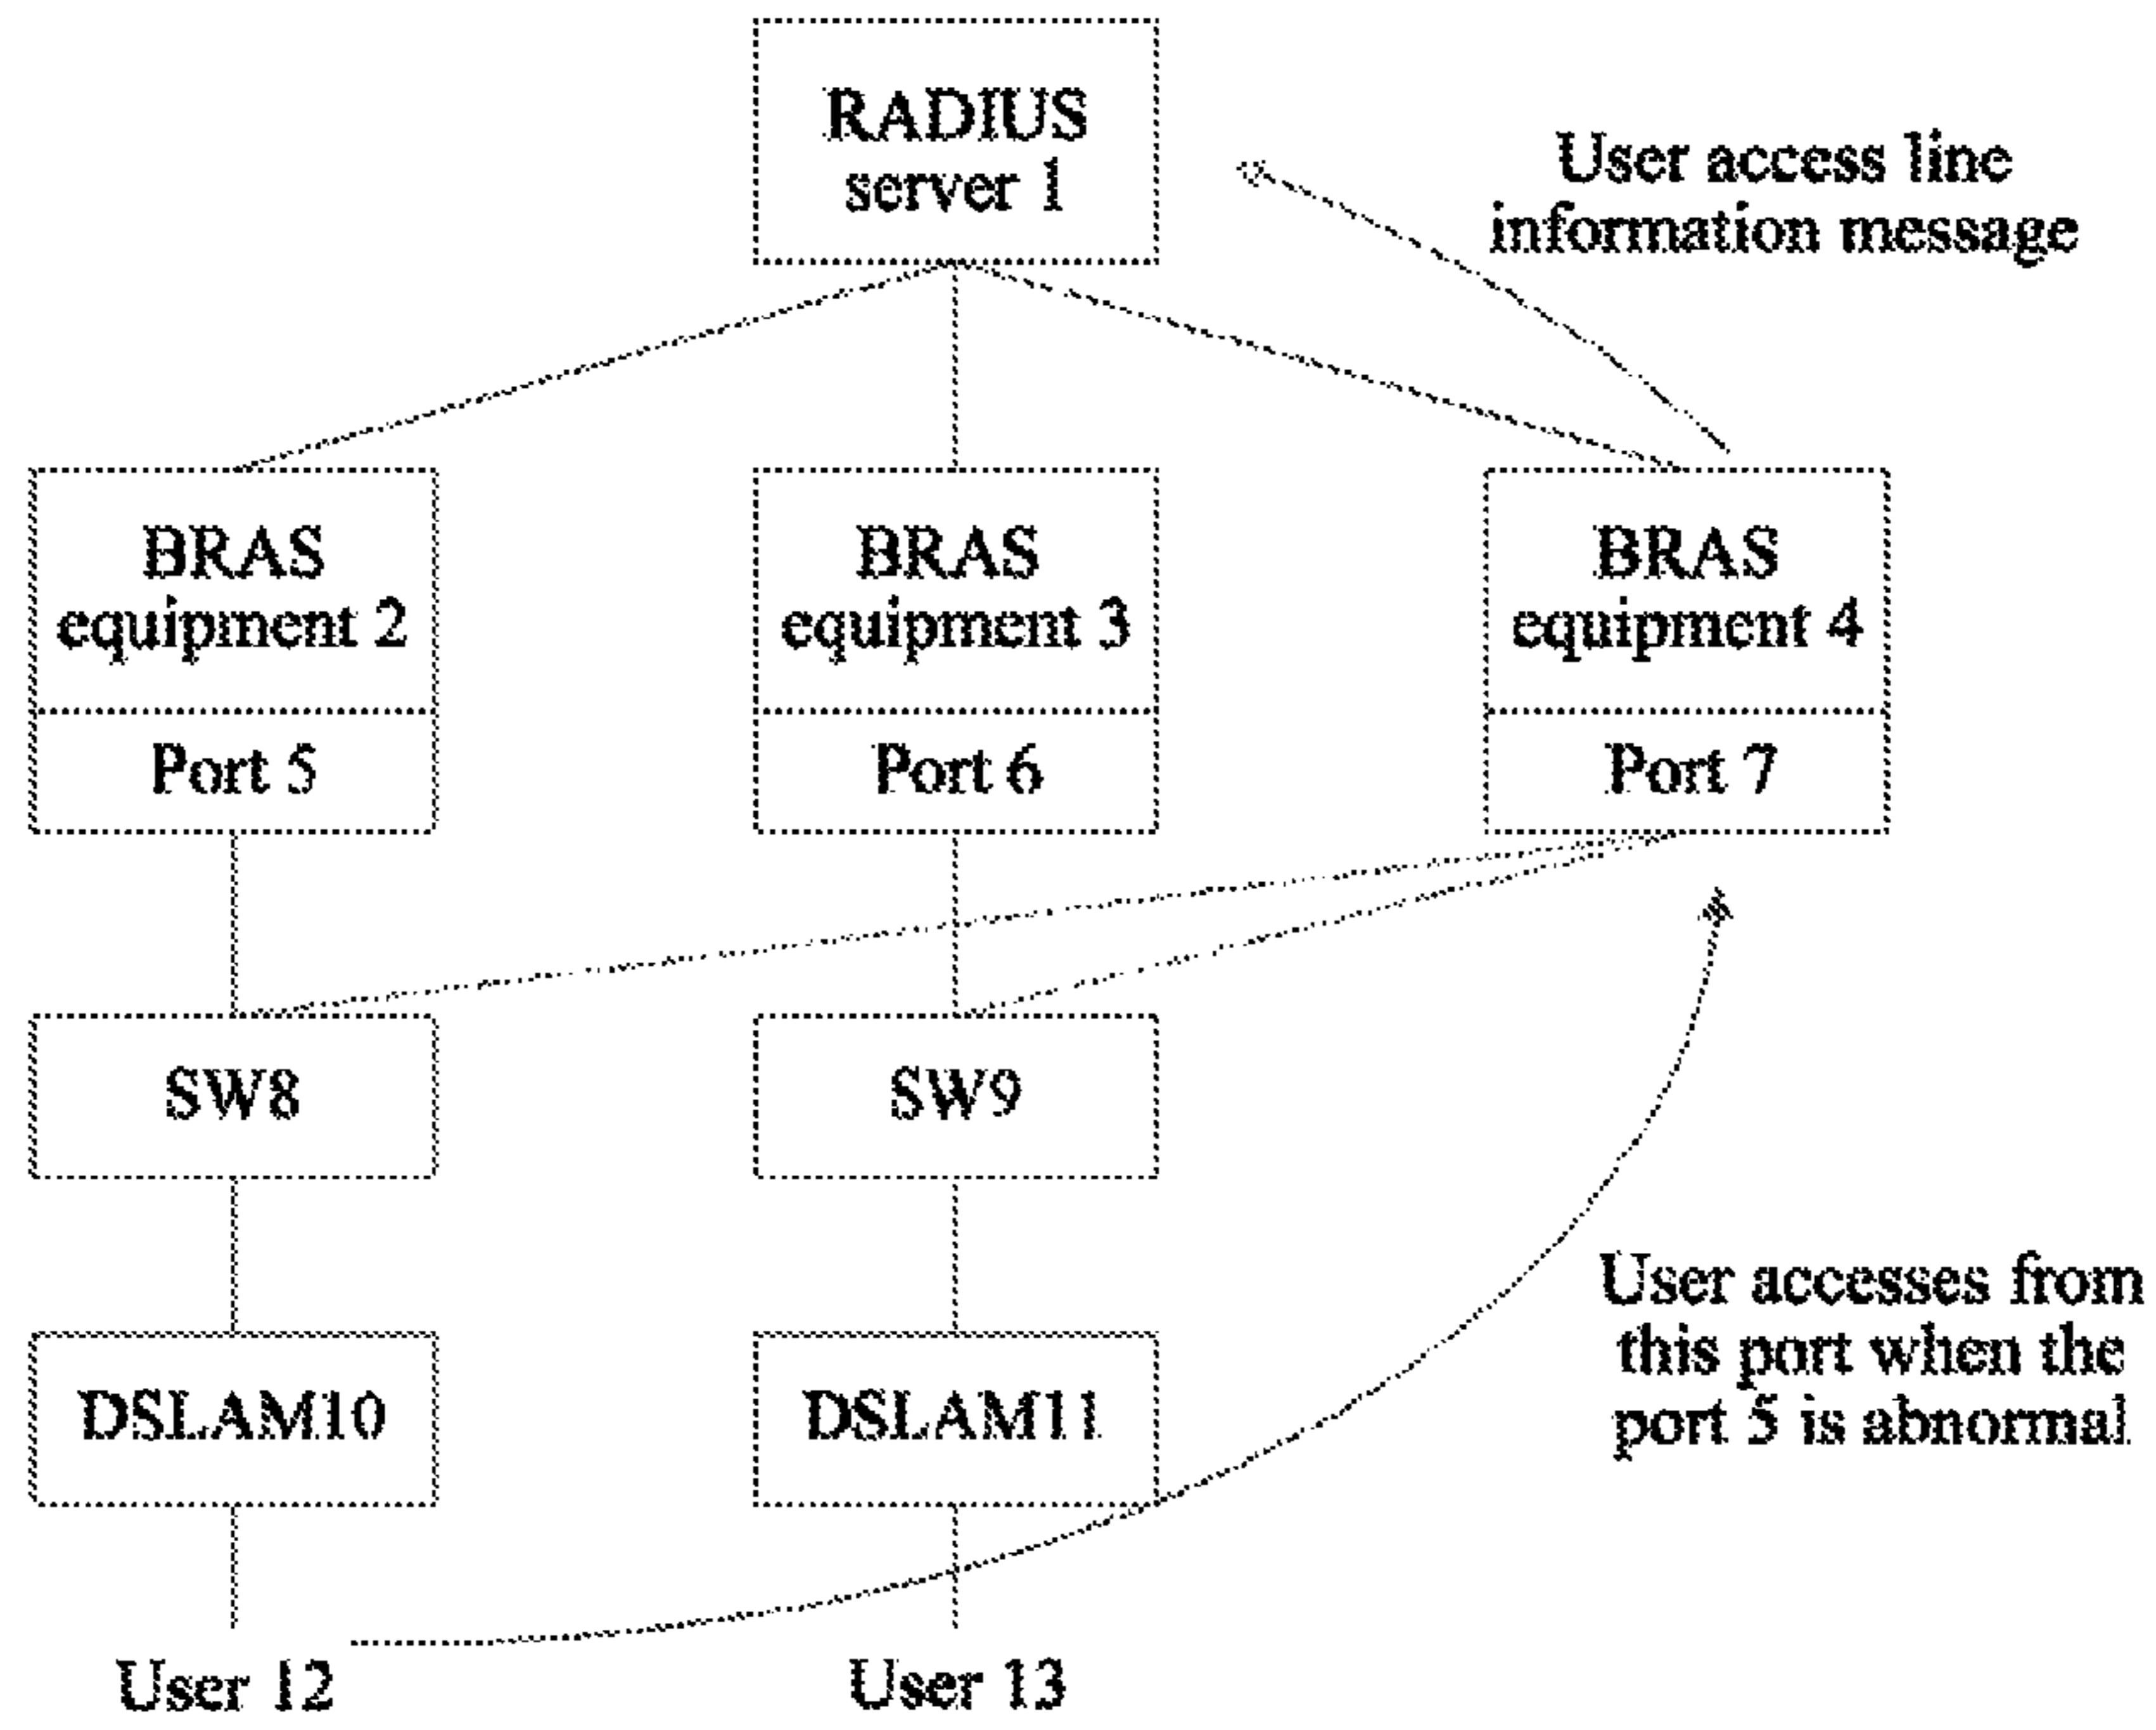 RADIUS
server 1
User access line
information message
BRAS
equipment 2
BRAS
equipment 3
BRAS
equipment 4
Port 5
Port 6
Port 7
SW8
SW9
User accesses from
this port when the
port 5 is abnormal
DSLAM10
DSLAM11
User 12
User 13